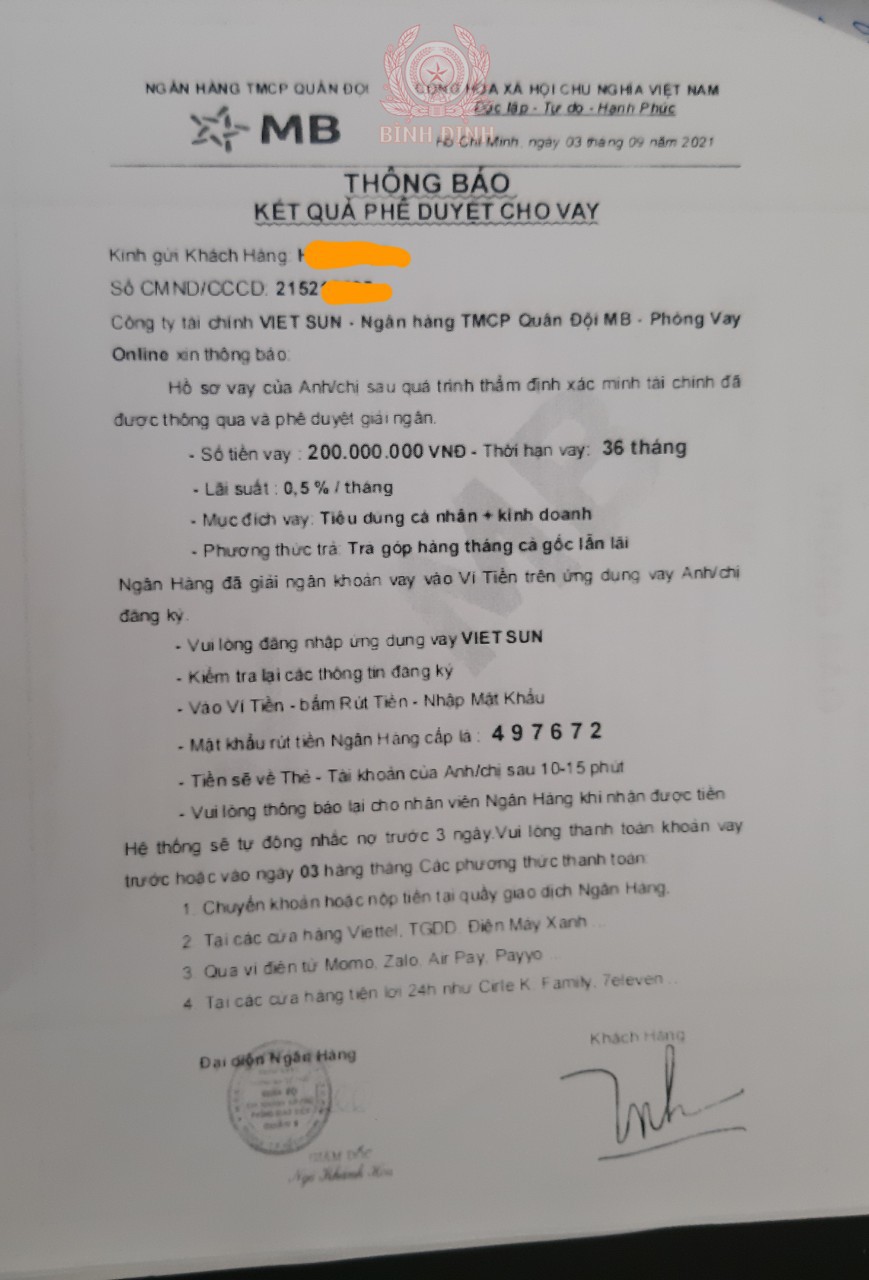 NGÂN HÀNG TMCP QUÂN ĐỘI
CỘNG HÒA XÃ HỘI CHỦ NGHĨA VIỆT NAM
Độc lập - Tự do - Hạnh Phúc
MB
BÌNH ĐỊNH
Hồ Chí Minh, ngày 03 tháng 09 năm 2021
THÔNG BÁO
KẾT QUẢ PHÊ DUYỆT CHO VAY
Kính gửi Khách Hàng:
Số CMND/CCCD: 2152
Công ty tài chính VIET SUN - Ngân hàng TMCP Quân Đội MB - Phòng Vay
Online xin thông báo:
Hồ sơ vay của Anh/chị sau quá trình thẩm định xác minh tài chính đã
được thông qua và phê duyệt giải ngân.
- Số tiền vay : 200.000.000 VNĐ - Thời hạn vay: 36 tháng
- Lãi suất : 0,5 % / tháng
- Mục đích vay: Tiêu dùng cá nhân + kinh doanh
- Phương thức trả: Trả góp hàng tháng cả gốc lẫn lãi
Ngân Hàng đã giải ngân khoản vay vào Ví Tiền trên ứng dụng vay Anh/chị
đăng ký.
- Vui lòng đăng nhập ứng dụng vay VIET SUN
- Kiểm tra lại các thông tin đăng ký
- Vào Ví Tiền - bấm Rút Tiền - Nhập Mật Khẩu
- Mật khẩu rút tiền Ngân Hàng cấp là : 497672
- Tiền sẽ về Thẻ - Tài khoản của Anh/chị sau 10-15 phút
- Vui lòng thông báo lại cho nhân viên Ngân Hàng khi nhận được tiền
Hệ thống sẽ tự động nhắc nợ trước 3 ngày.Vui lòng thanh toán khoản vay
trước hoặc vào ngày 03 hàng tháng Các phương thức thanh toán:
1. Chuyển khoản hoặc nộp tiền tại quầy giao dịch Ngân Hàng.
2. Tại các cửa hàng Viettel, TGDD, Điện Máy Xanh ...
3. Qua ví điện tử Momo, Zalo, Air Pay, Payyo ...
4. Tại các cửa hàng tiện lợi 24h như Cirle K, Family, 7eleven ...
Đại diện Ngân Hàng
Khách Hàng
GIÁM ĐỐC
Ngô Khánh